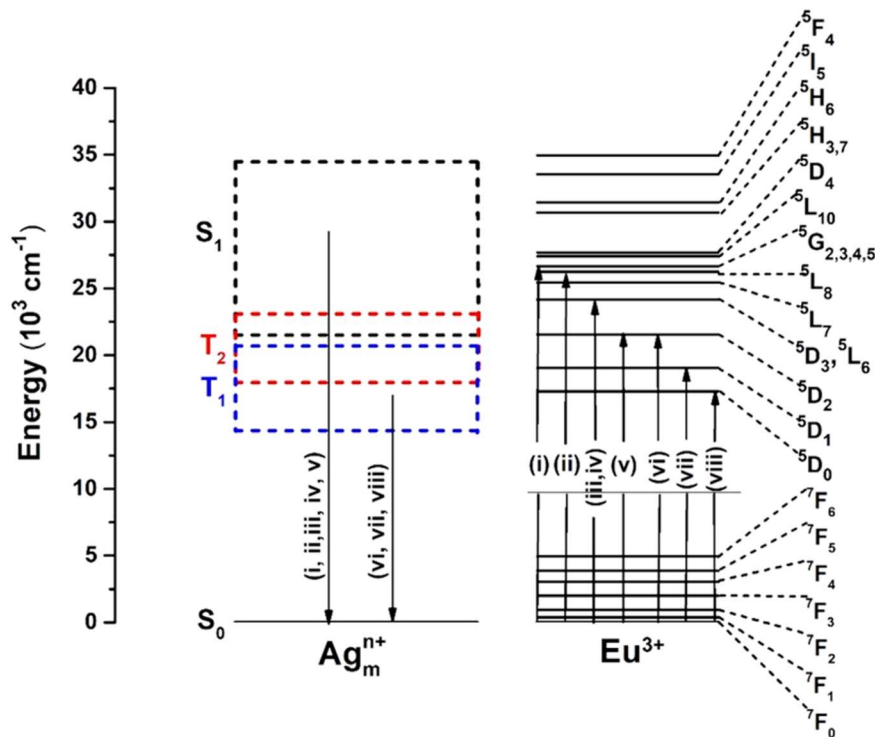 Energy (10³ cm⁻¹)
40
35
30
25
20
15
10
5
0
S₁
T₂
T₁
S₀
(i, ii,iii, iv, v)
(vi, vii, viii)
Agₘⁿ⁺
(i)
(ii)
(iii,iv)
(v)
(vi)
(vii)
(viii)
Eu³⁺
⁵F₄
⁵I₅
⁵H₆
⁵H₃,₇
⁵D₄
⁵L₁₀
⁵G₂,₃,₄,₅
⁵L₈
⁵L₇
⁵D₃, ⁵L₆
⁵D₂
⁵D₁
⁵D₀
⁷F₆
⁷F₅
⁷F₄
⁷F₃
⁷F₂
⁷F₁
⁷F₀